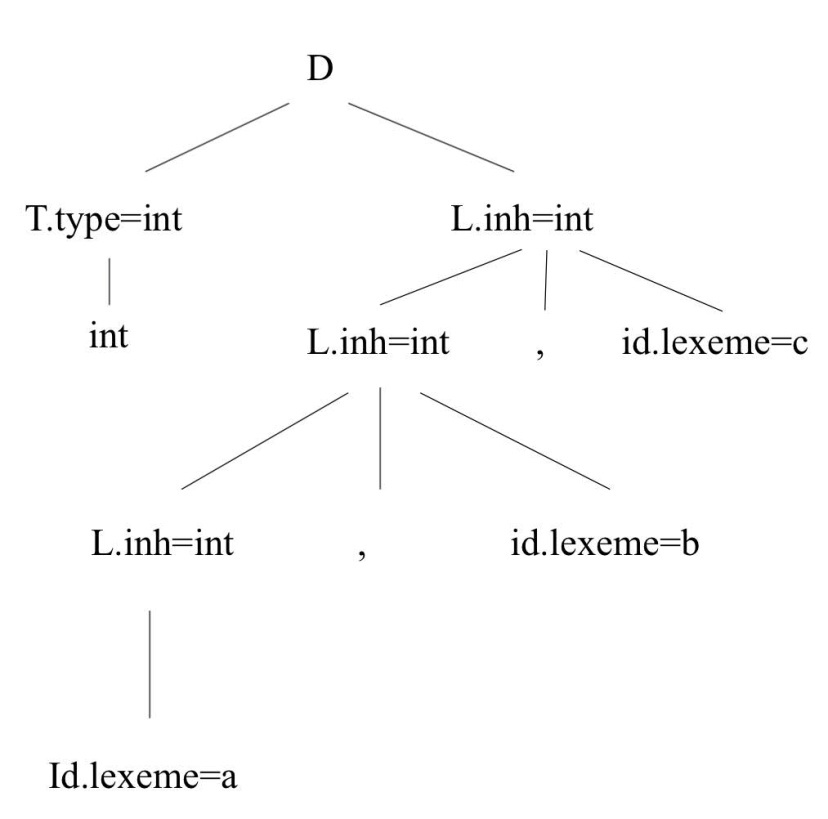 D
T.type=int L.inh=int
int L.inh=int , id.lexeme=c
L.inh=int , id.lexeme=b
Id.lexeme=a